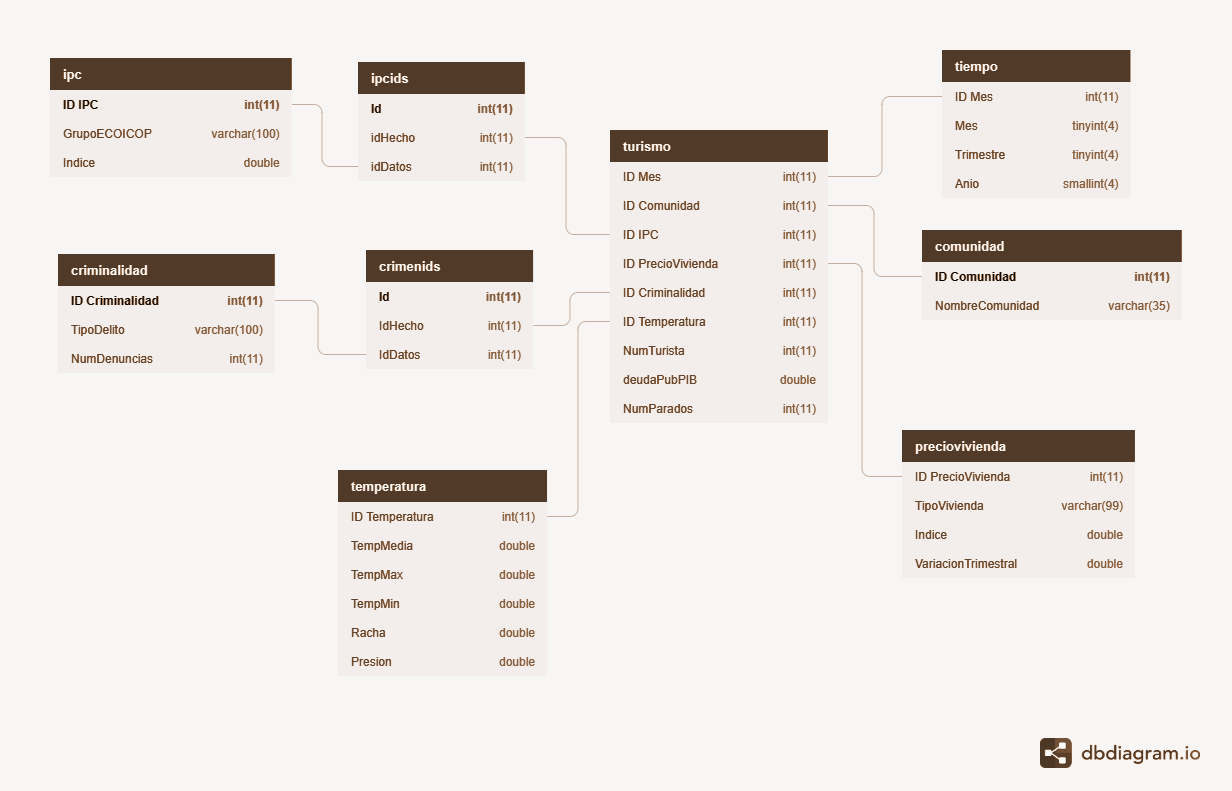 ipc
ID IPC int(11)
GrupoECOICOP varchar(100)
Indice double
ipcids
Id int(11)
idHecho int(11)
idDatos int(11)
turismo
ID Mes int(11)
ID Comunidad int(11)
ID IPC int(11)
ID PrecioVivienda int(11)
ID Criminalidad int(11)
ID Temperatura int(11)
NumTurista int(11)
deudaPubPIB double
NumParados int(11)
tiempo
ID Mes int(11)
Mes tinyint(4)
Trimestre tinyint(4)
Anio smallint(4)
comunidad
ID Comunidad int(11)
NombreComunidad varchar(35)
criminalidad
ID Criminalidad int(11)
TipoDelito varchar(100)
NumDenuncias int(11)
crimenids
Id int(11)
IdHecho int(11)
IdDatos int(11)
temperatura
ID Temperatura int(11)
TempMedia double
TempMax double
TempMin double
Racha double
Presion double
preciovivienda
ID PrecioVivienda int(11)
TipoVivienda varchar(99)
Indice double
VariacionTrimestral double
dbdiagram.io